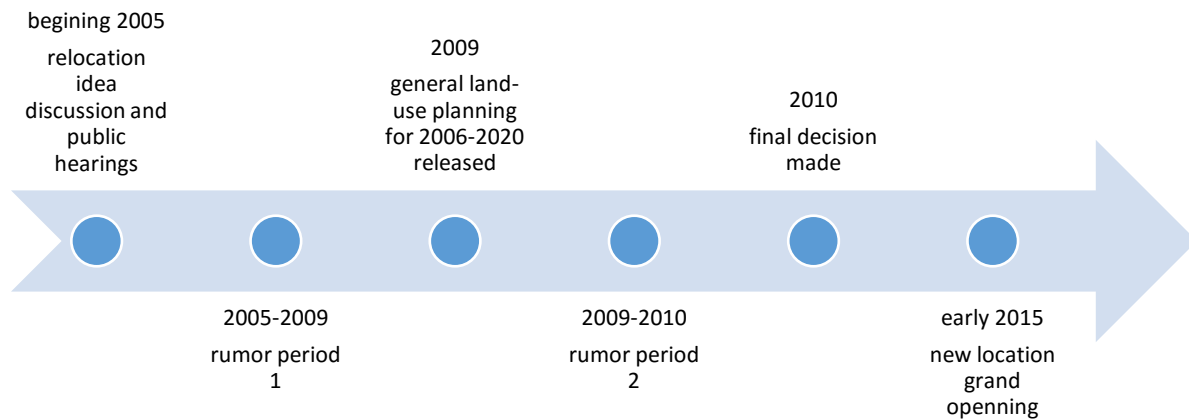 begining 2005
relocation
idea
discussion and
public
hearings
2005-2009
rumor period
1
2009
general land-
use planning
for 2006-2020
released
2009-2010
rumor period
2
2010
final decision
made
early 2015
new location
grand
openning